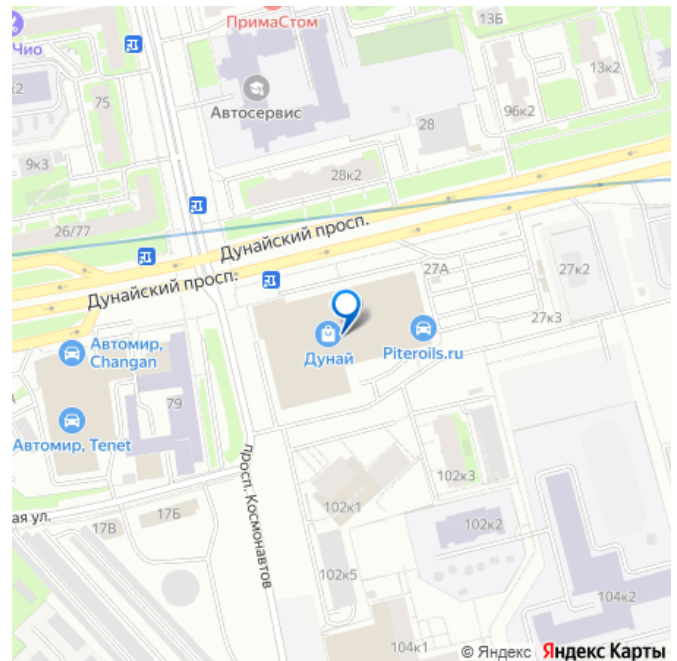 13Б
ПримаСтом
Чио
к2
75
13к2
Автосервис
96к2
28
9к3
28к2
26/77
Дунайский просп.
27А
27к2
Дунайский просп.
27к3
Автомир,
Changan
Дунай
Piteroils.ru
79
Автомир, Tenet
просп. Космонавтов
102к3
ая ул.
17В
17Б
102к1
102к2
102к5
104к2
104к1
© Яндекс Яндекс Карты